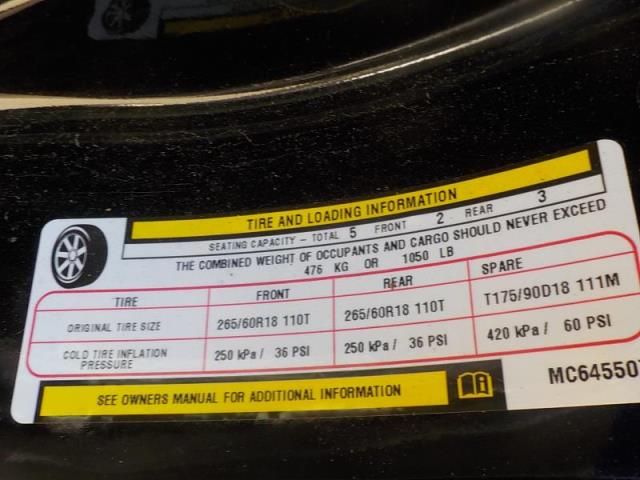 TIRE AND LOADING INFORMATION
SEATING CAPACITY - TOTAL 5 FRONT 2 REAR 3
THE COMBINED WEIGHT OF OCCUPANTS AND CARGO SHOULD NEVER EXCEED
476 KG OR 1050 LB
TIRE FRONT REAR SPARE
ORIGINAL TIRE SIZE 265/60R18 110T 265/60R18 110T T175/90D18 111M
COLD TIRE INFLATION PRESSURE 250 kPa / 36 PSI 250 kPa / 36 PSI 420 kPa / 60 PSI
SEE OWNERS MANUAL FOR ADDITIONAL INFORMATION
MC64550